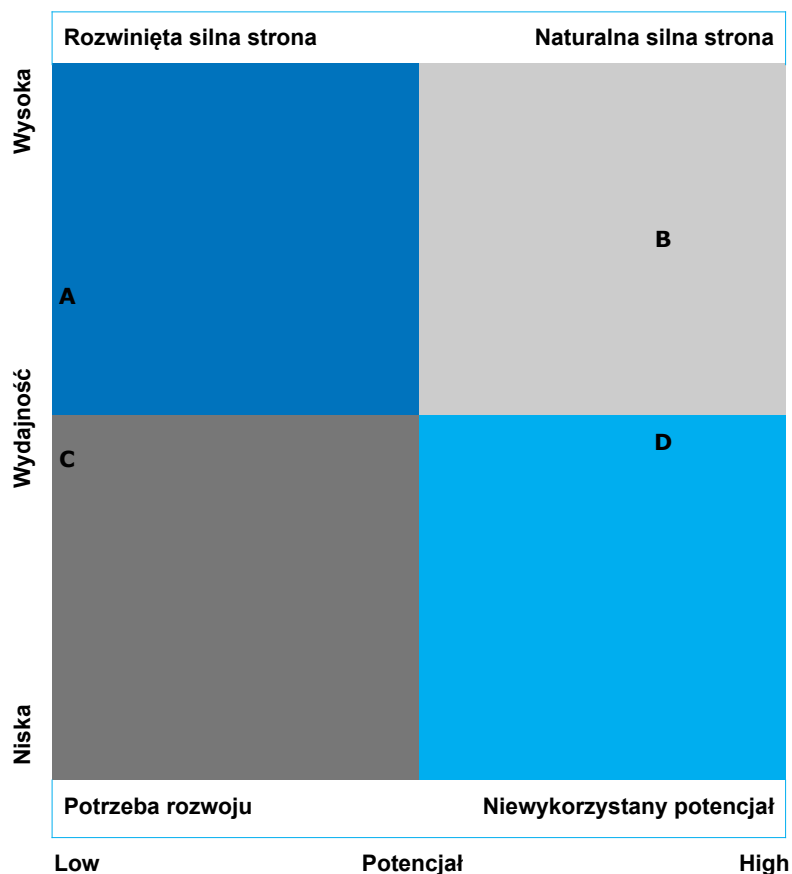 Rozwinięta silna strona
Naturalna silna strona
Wysoka
B
A
Wydajność
D
C
Niska
Potrzeba rozwoju
Niewykorzystany potencjał
Low
Potencjał
High